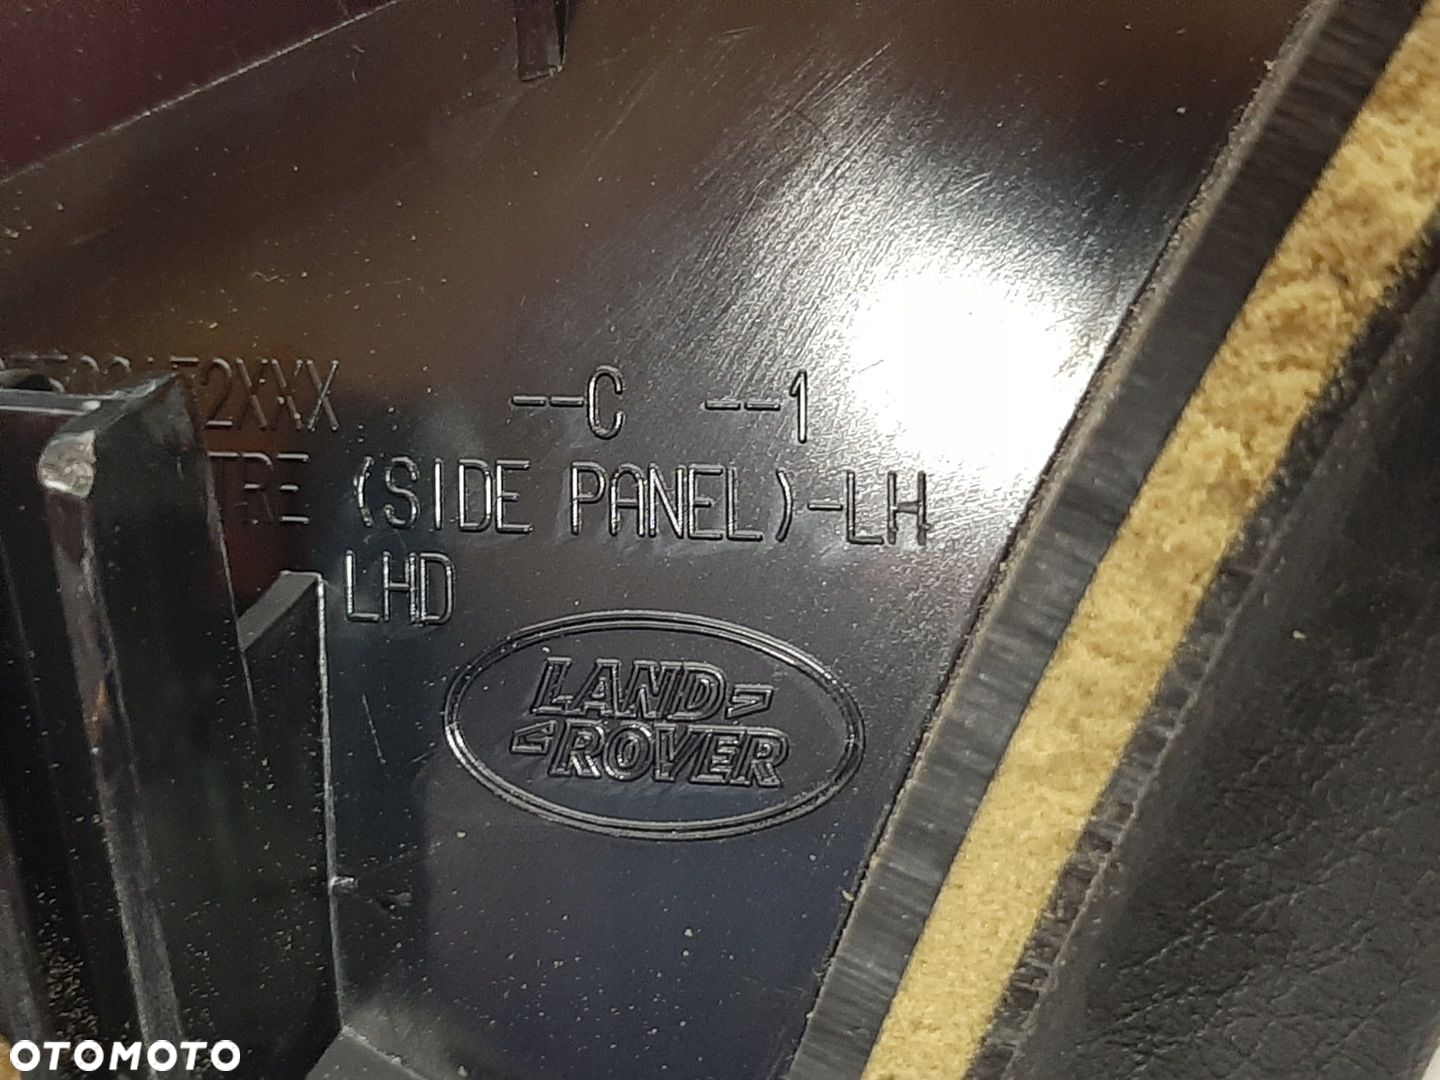 --C --1
(SIDE PANEL)-LH
LHD
LAND
ROVER
OTOMOTO